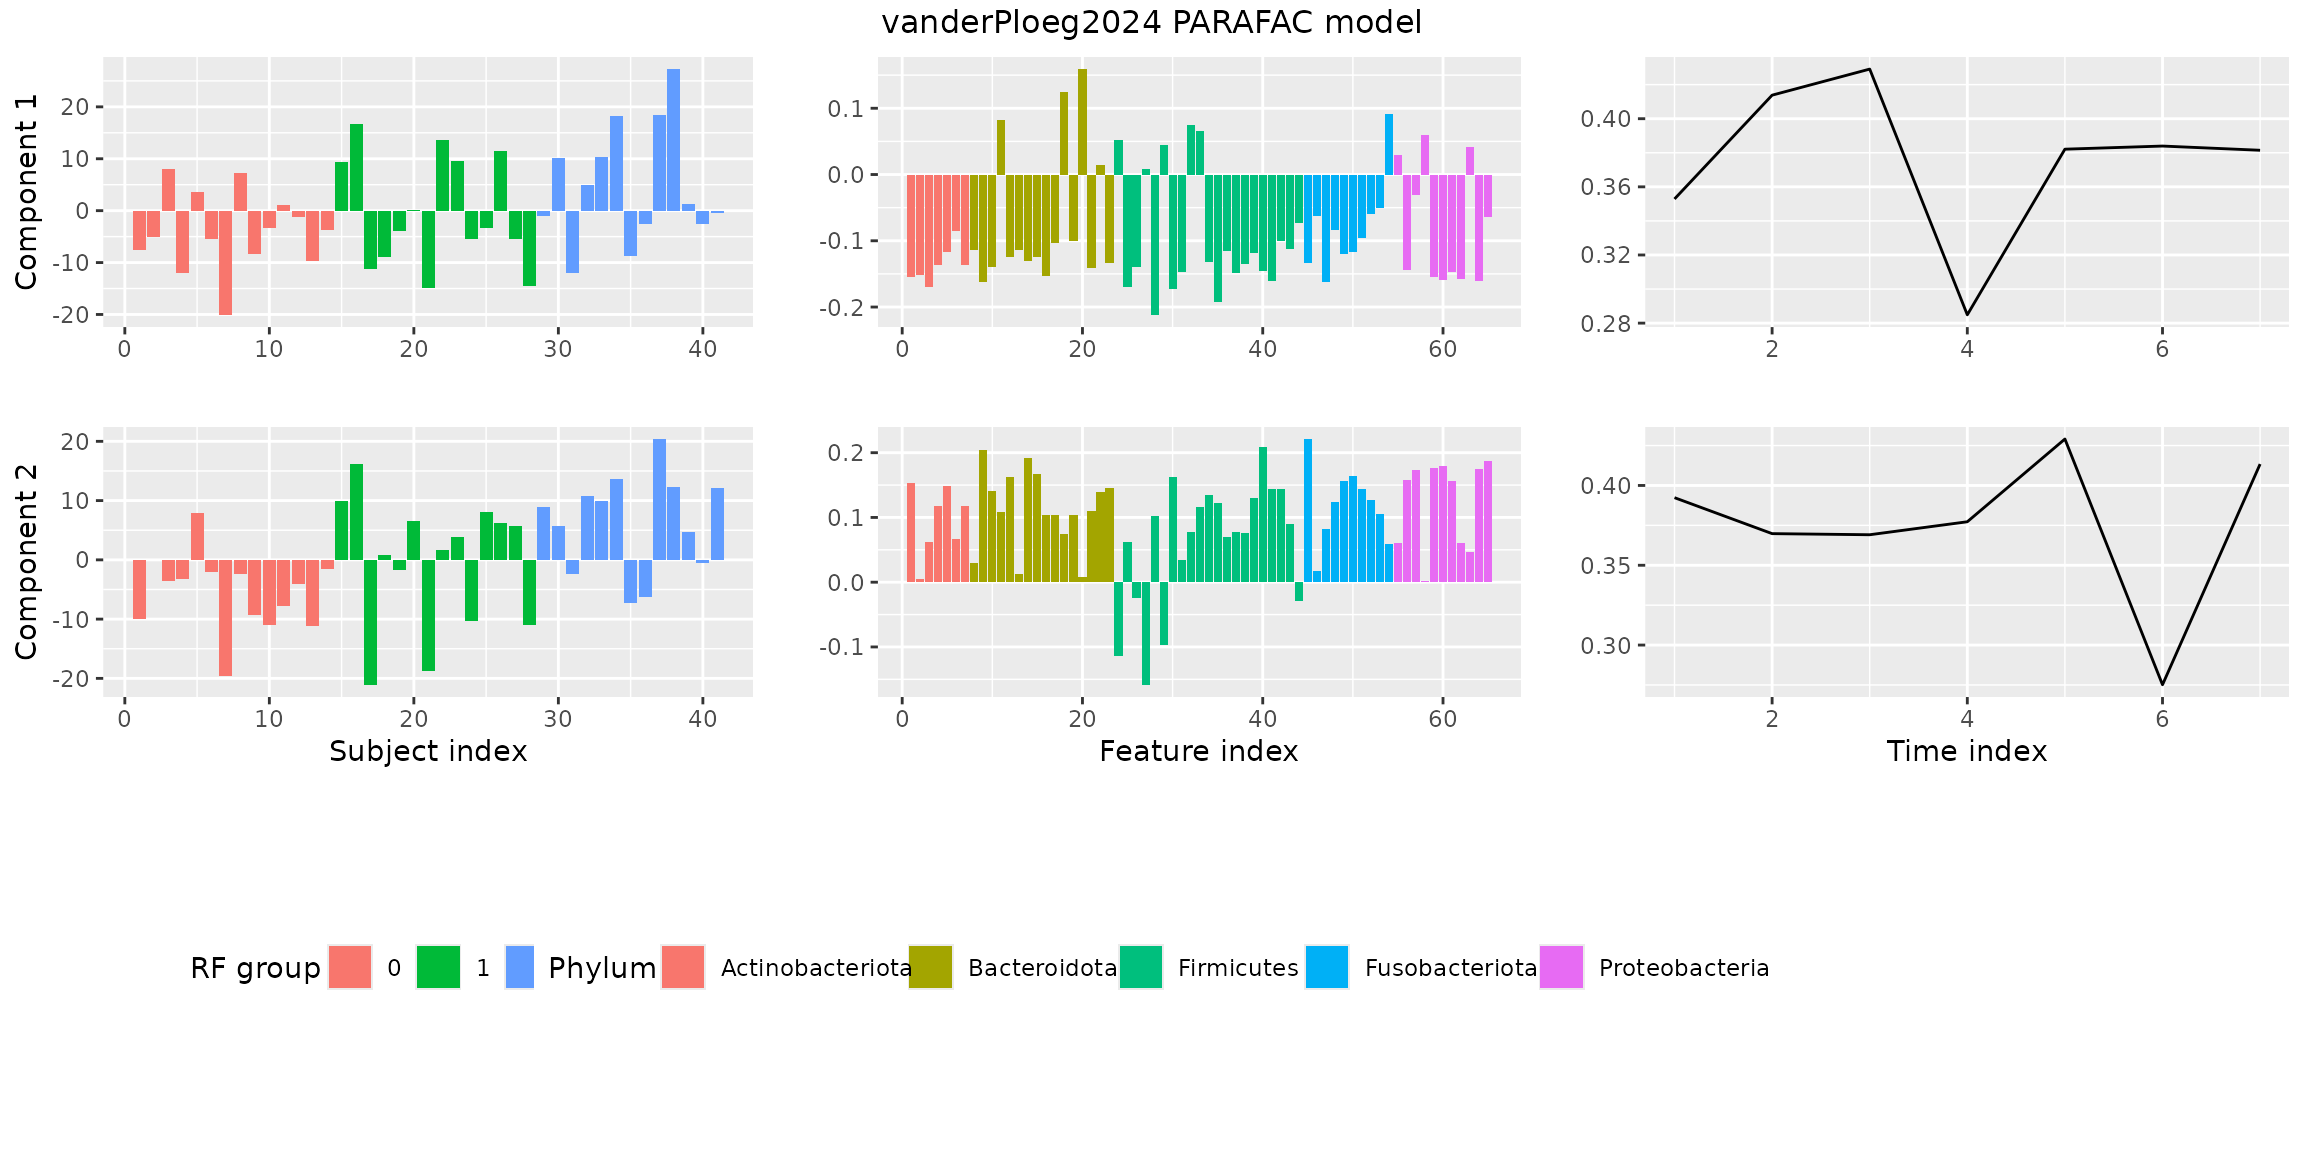 vanderPloeg2024 PARAFAC model
Component 1
20
10
0
-10
-20
0 10 20 30 40
0.1
0.0
-0.1
-0.2
0 20 40 60
0.40
0.36
0.32
0.28
2 4 6
Component 2
20
10
0
-10
-20
0 10 20 30 40
Subject index
0.2
0.1
0.0
-0.1
0 20 40 60
Feature index
0.40
0.35
0.30
2 4 6
Time index
RF group 0 1 Phylum Actinobacteriota Bacteroidota Firmicutes Fusobacteriota Proteobacteria